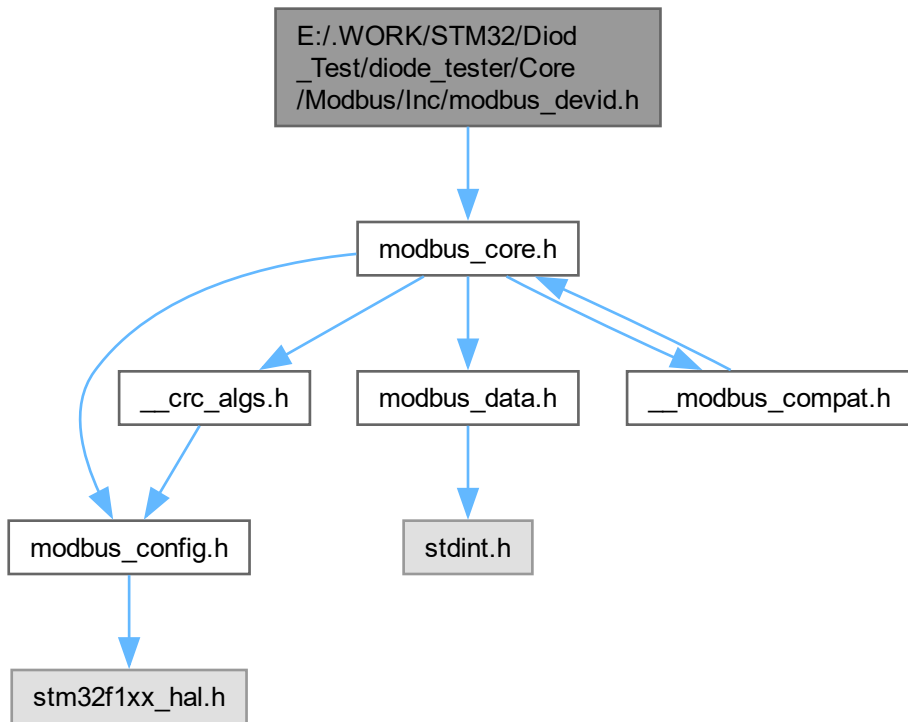 E:/.WORK/STM32/Diod
_Test/diode_tester/Core
/Modbus/Inc/modbus_devid.h
modbus_core.h
__crc_algs.h
modbus_data.h
__modbus_compat.h
modbus_config.h
stdint.h
stm32f1xx_hal.h